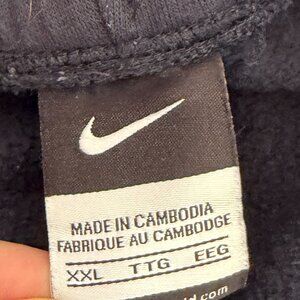 MADE IN CAMBODIA
FABRIQUE AU CAMBODGE
XXL TTG EEG